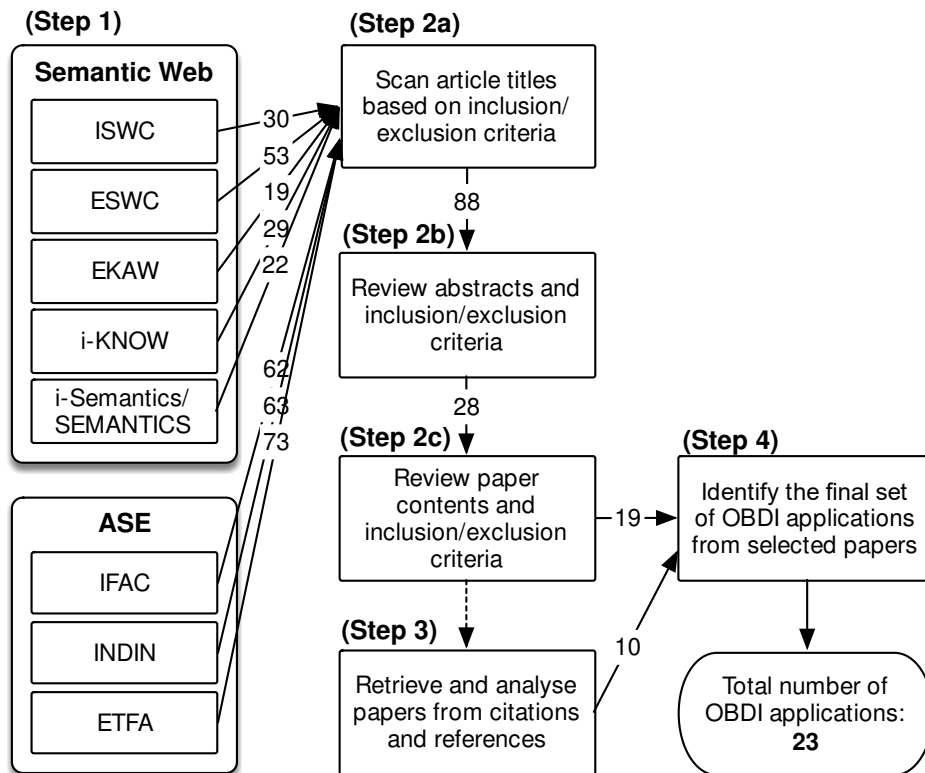 (Step 1)
Semantic Web
ISWC
ESWC
EKAW
i-KNOW
i-Semantics/
SEMANTICS
ASE
IFAC
INDIN
ETFA
30
53
19
29
22
62
63
73
(Step 2a)
Scan article titles
based on inclusion/
exclusion criteria
88
(Step 2b)
Review abstracts and
inclusion/exclusion
criteria
28
(Step 2c)
Review paper
contents and
inclusion/exclusion
criteria
19
(Step 3)
Retrieve and analyse
papers from citations
and references
10
(Step 4)
Identify the final set
of OBDI applications
from selected papers
Total number of
OBDI applications:
23